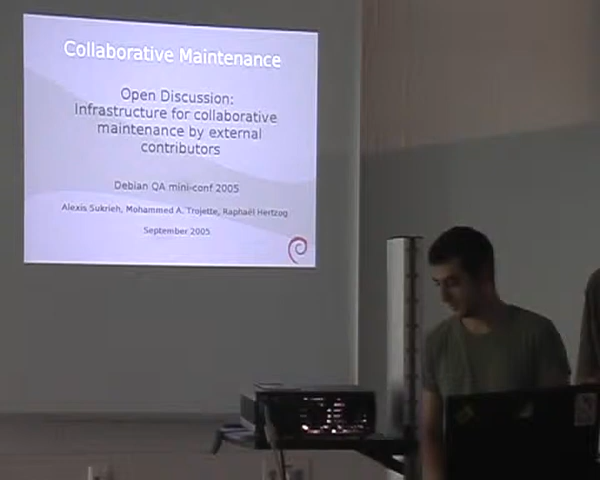 Collaborative Maintenance
Open Discussion:
Infrastructure for collaborative
maintenance by external
contributors
Debian QA mini-conf 2005
Alexis Sukrieh, Mohammed A. Trojette, Raphaël Hertzog
September 2005